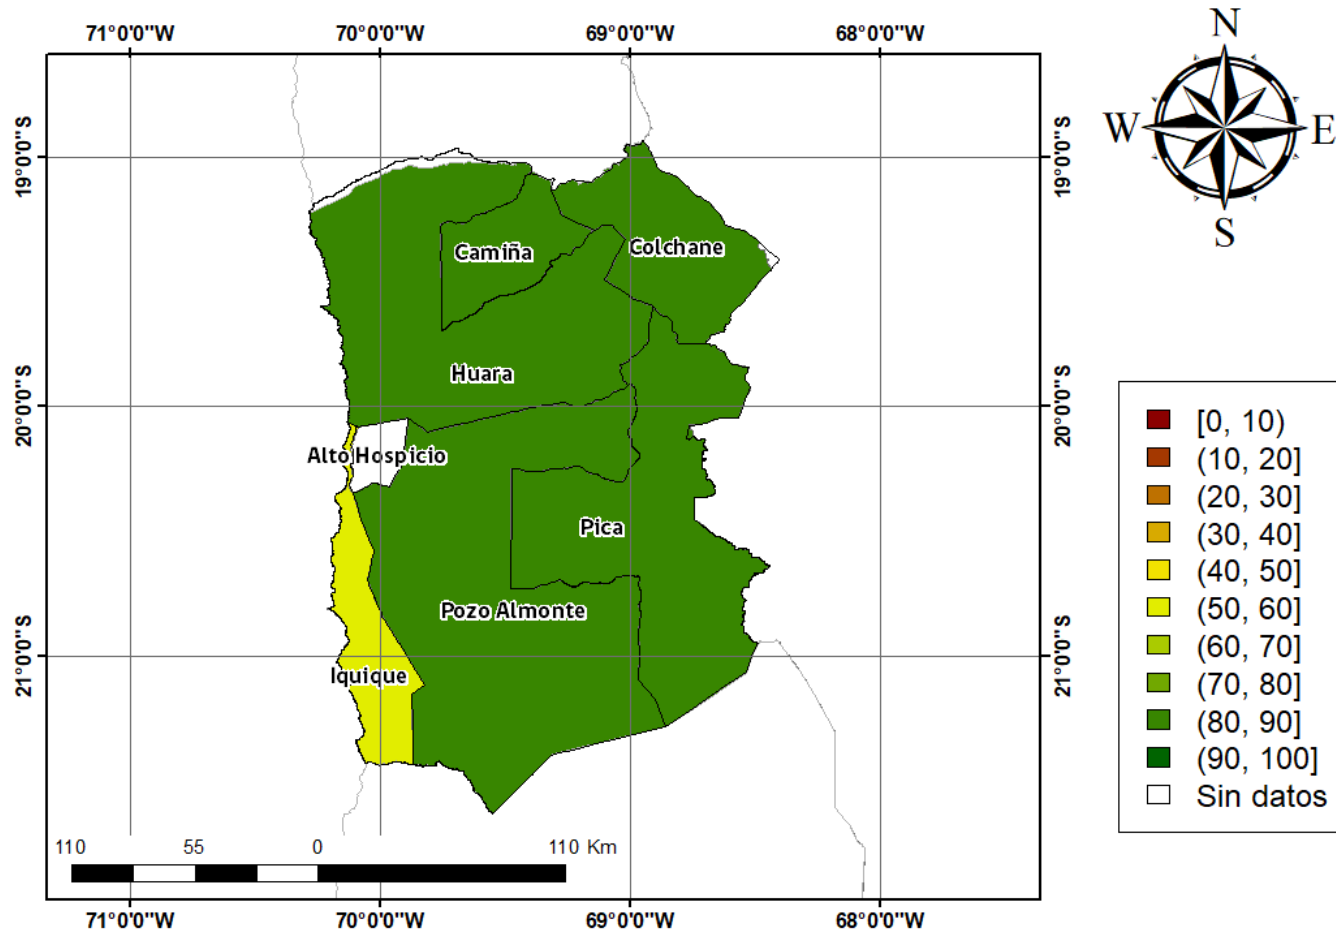 71°0'0"W 70°0'0"W 69°0'0"W 68°0'0"W
N
W E
S
19°0'0"S 19°0'0"S
Camiña Colchane
Huara
20°0'0"S 20°0'0"S
Alto Hospicio
Pica
Pozo Almonte
21°0'0"S 21°0'0"S
Iquique
110 55 0 110 Km
71°0'0"W 70°0'0"W 69°0'0"W 68°0'0"W
[0, 10)
(10, 20]
(20, 30]
(30, 40]
(40, 50]
(50, 60]
(60, 70]
(70, 80]
(80, 90]
(90, 100]
Sin datos